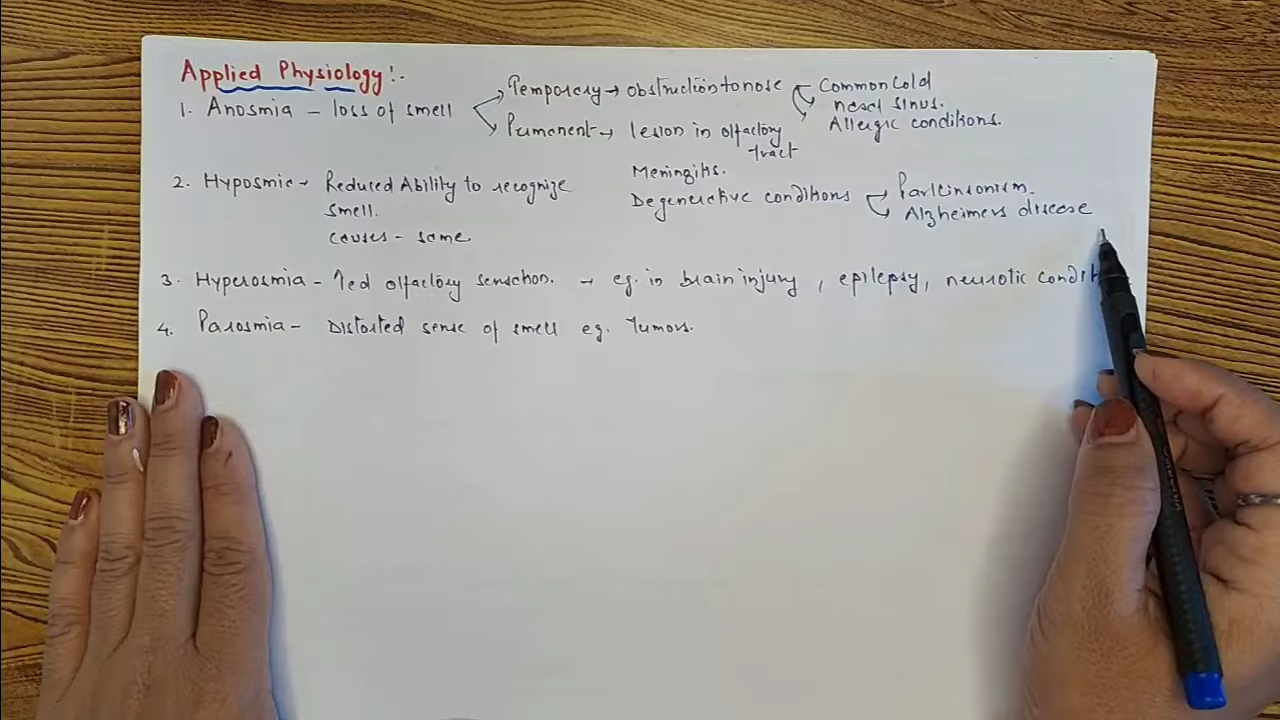 Applied Physiology:-
1. Anosmia - loss of smell
Temporary → obstruction to nose
Common cold
nasal sinus.
Allergic conditions.
Permanent → lesion in olfactory
tract
Meningitis.
Degenerative conditions
Parkinsonism.
Alzheimers disease
2. Hyposmic → Reduced Ability to recognize
smell.
causes - same
3. Hyperosmia - ↑ed olfactory sensation. → eg. in brain injury, epilepsy, neurotic
4. Parosmia - Distorted sense of smell eg. Tumors.